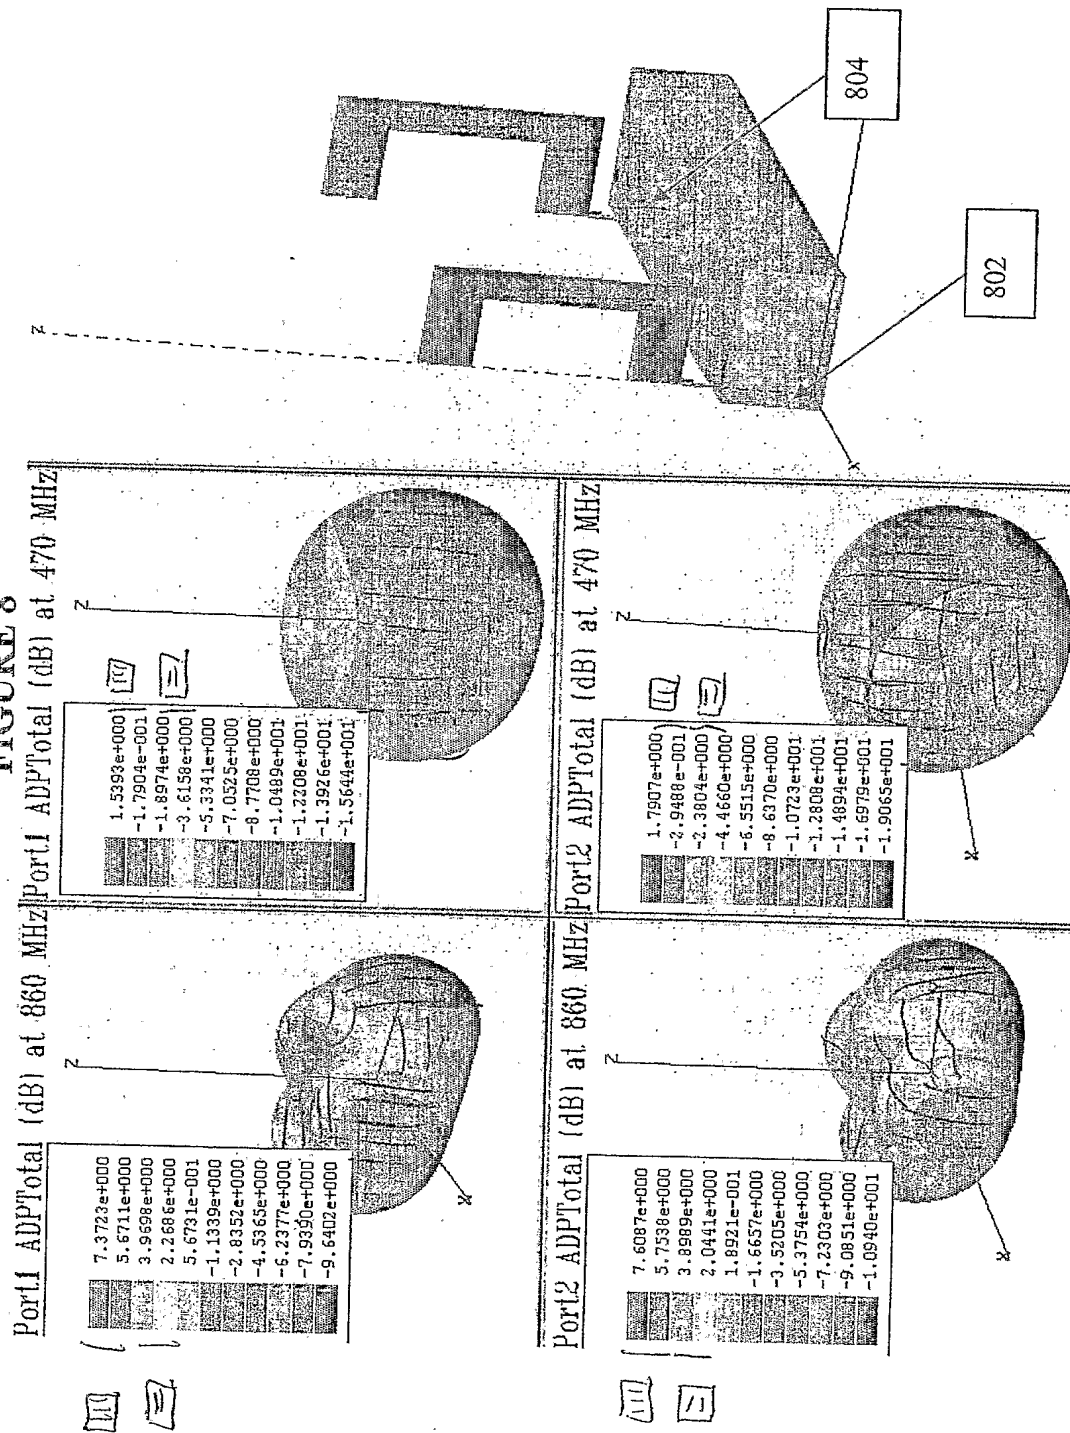 FIGURE 8
Port1 ADPTotal (dB) at 860 MHz
7.3723e+000
5.6711e+000
3.9698e+000
2.2686e+000
5.6731e-001
-1.1339e+000
-2.8352e+000
-4.5365e+000
-6.2377e+000
-7.9390e+000
-9.6402e+000
Z
X
Port1 ADPTotal (dB) at 470 MHz
1.5393e+000
-1.7904e-001
-1.8974e+000
-3.6158e+000
-5.3341e+000
-7.0525e+000
-8.7708e+000
-1.0489e+001
-1.2208e+001
-1.3926e+001
-1.5644e+001
Z
Port2 ADPTotal (dB) at 860 MHz
7.6087e+000
5.7538e+000
3.8989e+000
2.0441e+000
1.8921e-001
-1.6657e+000
-3.5205e+000
-5.3754e+000
-7.2303e+000
-9.0851e+000
-1.0940e+001
Z
X
Port2 ADPTotal (dB) at 470 MHz
1.7907e+000
-2.9488e-001
-2.3804e+000
-4.4660e+000
-6.5515e+000
-8.6370e+000
-1.0723e+001
-1.2808e+001
-1.4894e+001
-1.6979e+001
-1.9065e+001
Z
X
Z
X
802
804